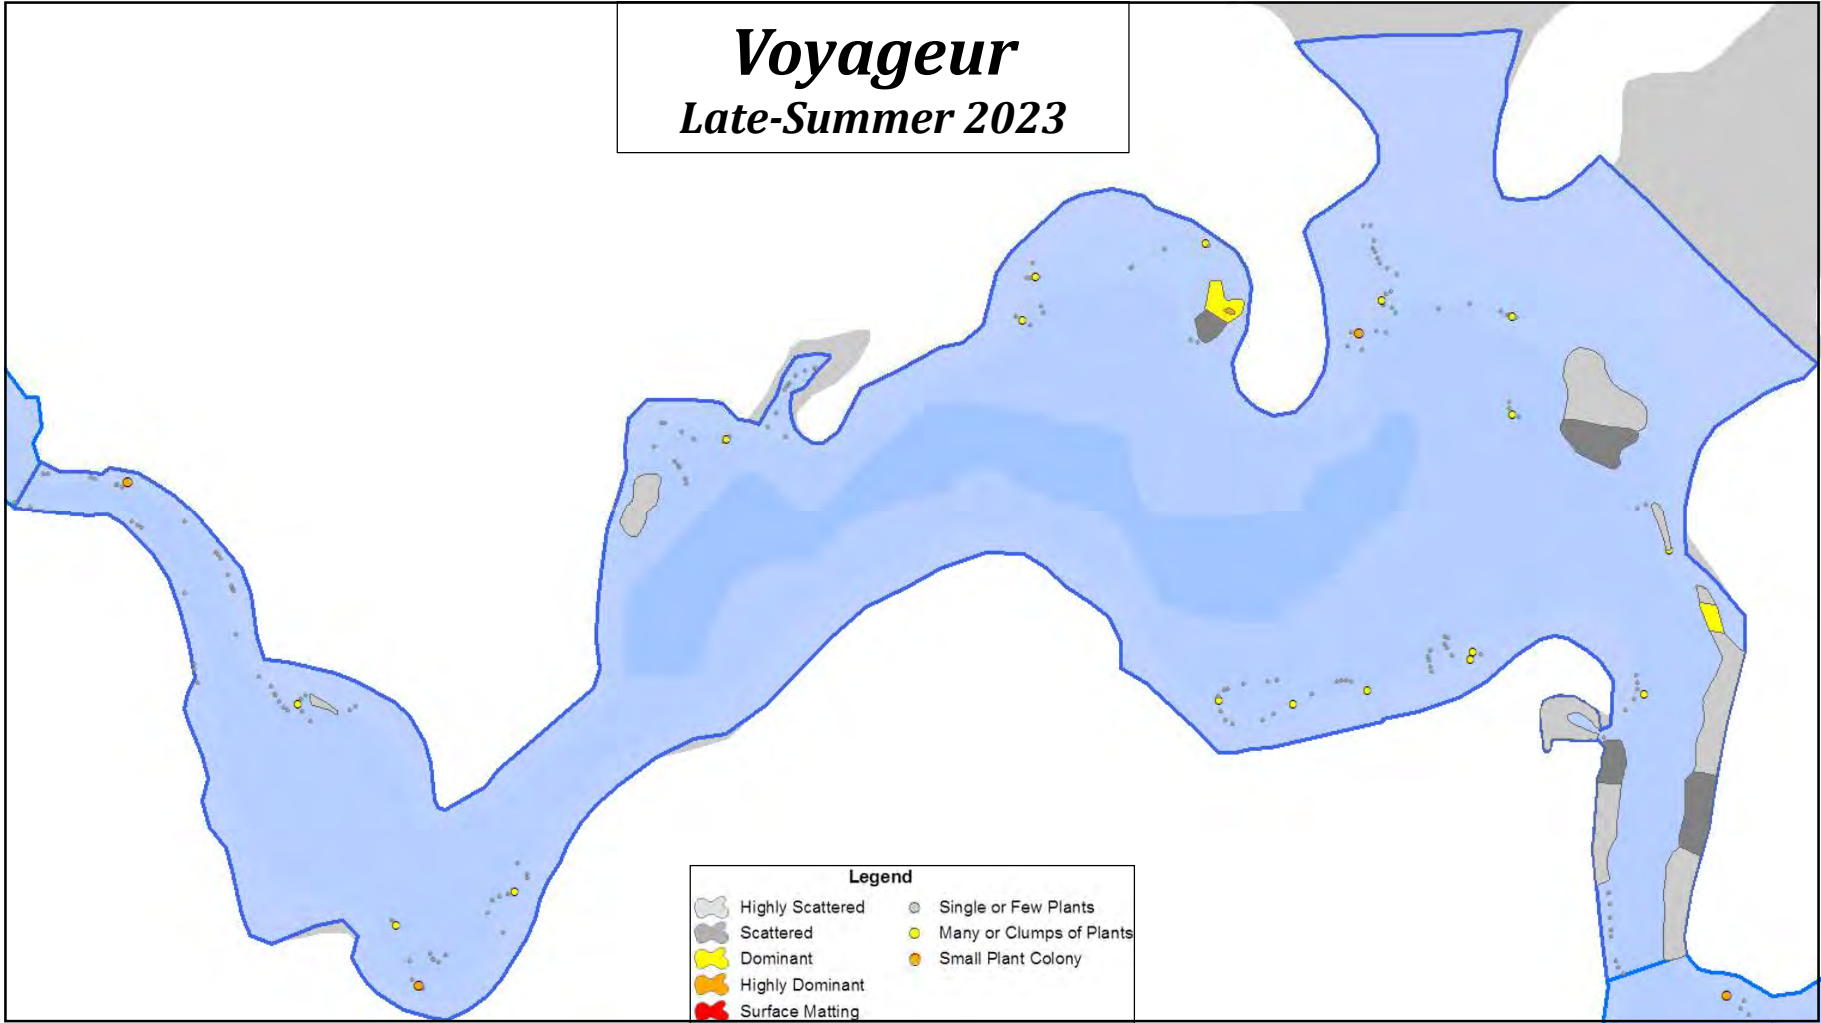 Voyageur
Late-Summer 2023
Legend
Highly Scattered
Scattered
Dominant
Highly Dominant
Surface Matting
Single or Few Plants
Many or Clumps of Plants
Small Plant Colony